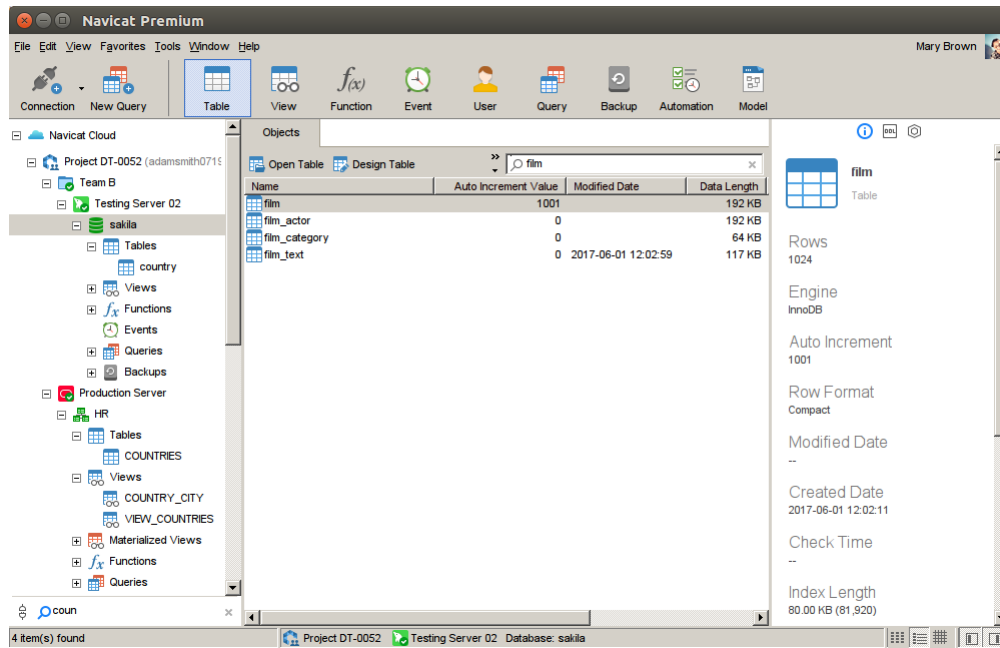 Navicat Premium
File Edit View Favorites Tools Window Help
Mary Brown
Connection New Query Table View Function Event User Query Backup Automation Model
Navicat Cloud
Project DT-0052 (adamsmith0719
Team B
Testing Server 02
sakila
Tables
country
Views
Functions
Events
Queries
Backups
Production Server
HR
Tables
COUNTRIES
Views
COUNTRY_CITY
VIEW_COUNTRIES
Materialized Views
Functions
Queries
coun
Objects
Open Table Design Table » film
Name Auto Increment Value Modified Date Data Length
film 1001 192 KB
film_actor 0 192 KB
film_category 0 64 KB
film_text 0 2017-06-01 12:02:59 117 KB
DDL
film
Table
Rows
1024
Engine
InnoDB
Auto Increment
1001
Row Format
Compact
Modified Date
--
Created Date
2017-06-01 12:02:11
Check Time
--
Index Length
80.00 KB (81,920)
4 item(s) found
Project DT-0052 Testing Server 02 Database: sakila